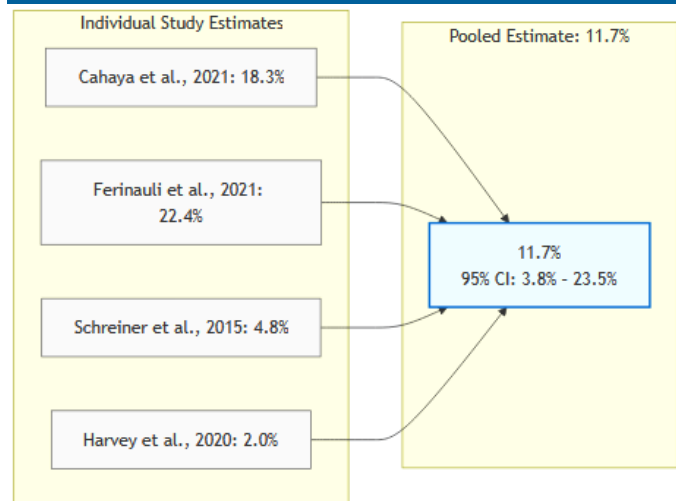 Individual Study Estimates
Cahaya et al., 2021: 18.3%
Ferinauli et al., 2021:
22.4%
Schreiner et al., 2015: 4.8%
Harvey et al., 2020: 2.0%
Pooled Estimate: 11.7%
11.7%
95% CI: 3.8% - 23.5%